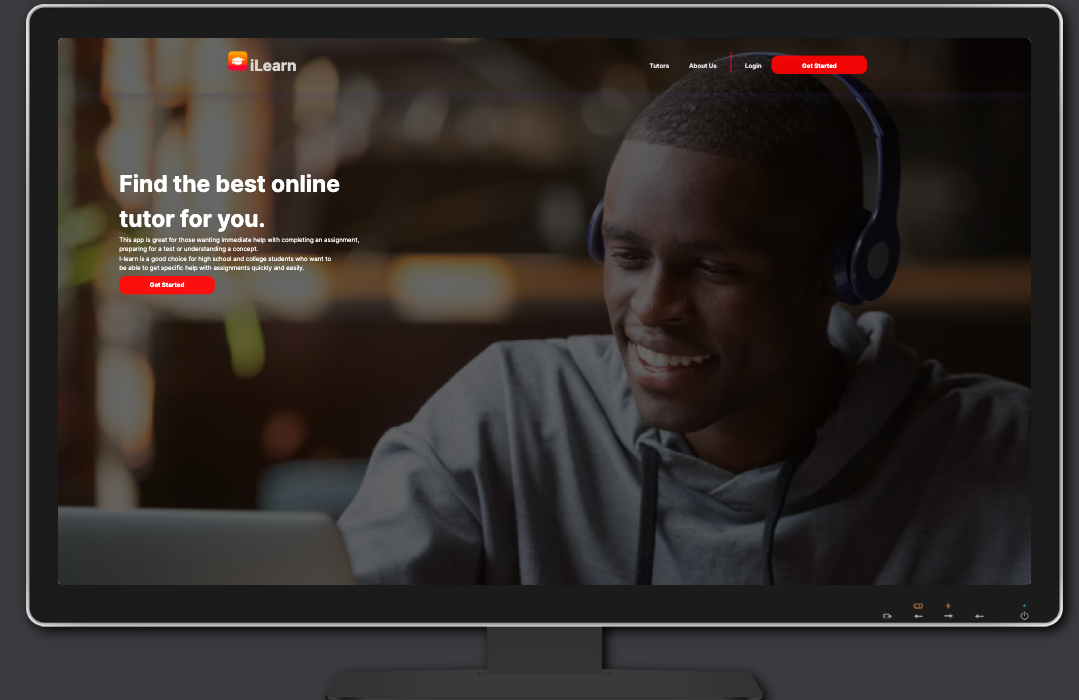 iLearn
Tutors
About Us
Login
Get Started
Find the best online
tutor for you.
This app is great for those wanting immediate help with completing an assignment,
preparing for a test or understanding a concept.
I-learn is a good choice for high school and college students who want to
be able to get specific help with assignments quickly and easily.
Get Started